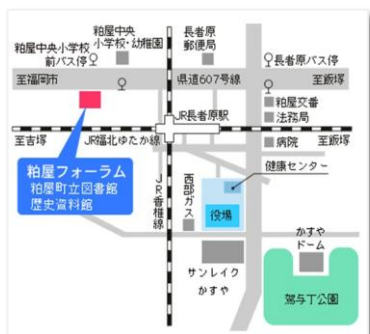 粕屋中央小学校
前バス停
粕屋中央
小学校・幼稚園
長者原
郵便局
長者原バス停
至福岡市
県道607号線
至飯塚
粕屋交番
法務局
JR長者原駅
至吉塚
JR福北ゆたか線
病院
至飯塚
粕屋フォーラム
粕屋町立図書館
歴史資料館
健康センター
JR香椎線
西部ガス
役場
サンレイク
かすや
かすや
ドーム
駕与丁公園